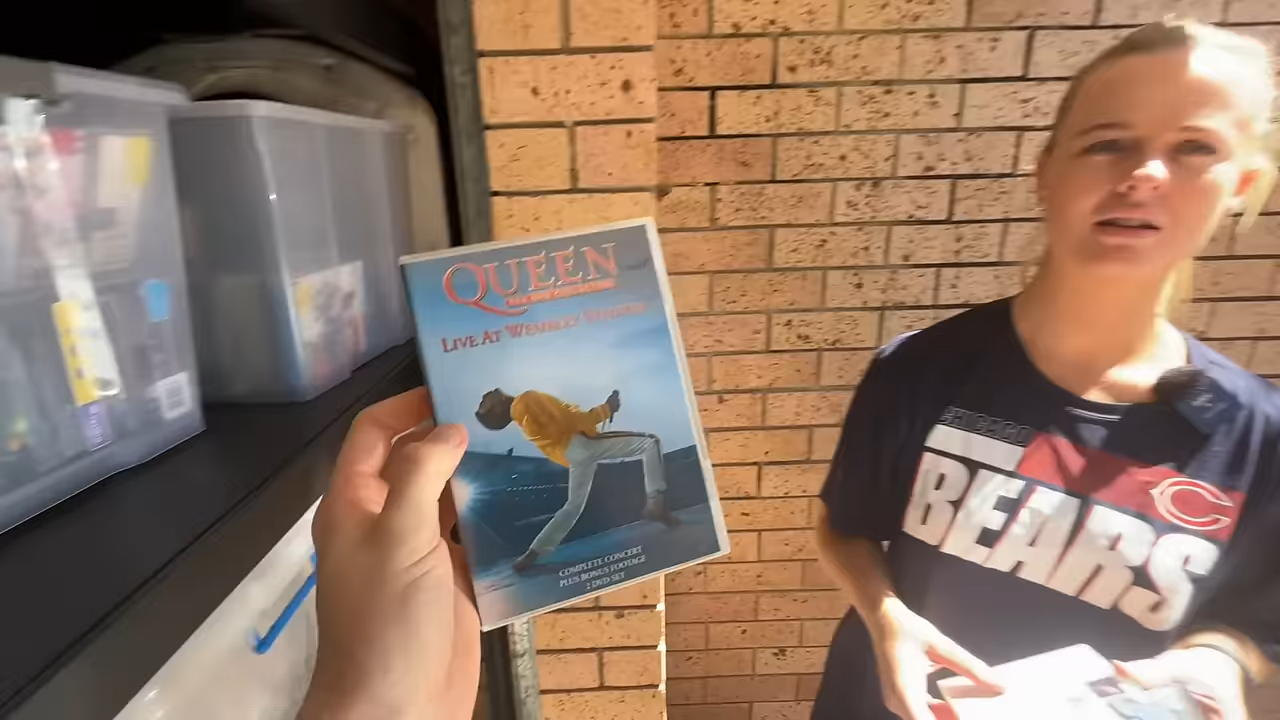 QUEEN
LIVE AT WEMBLEY STADIUM
COMPLETE CONCERT
PLUS BONUS FOOTAGE
2 DVD SET
CHICAGO
BEARS
C